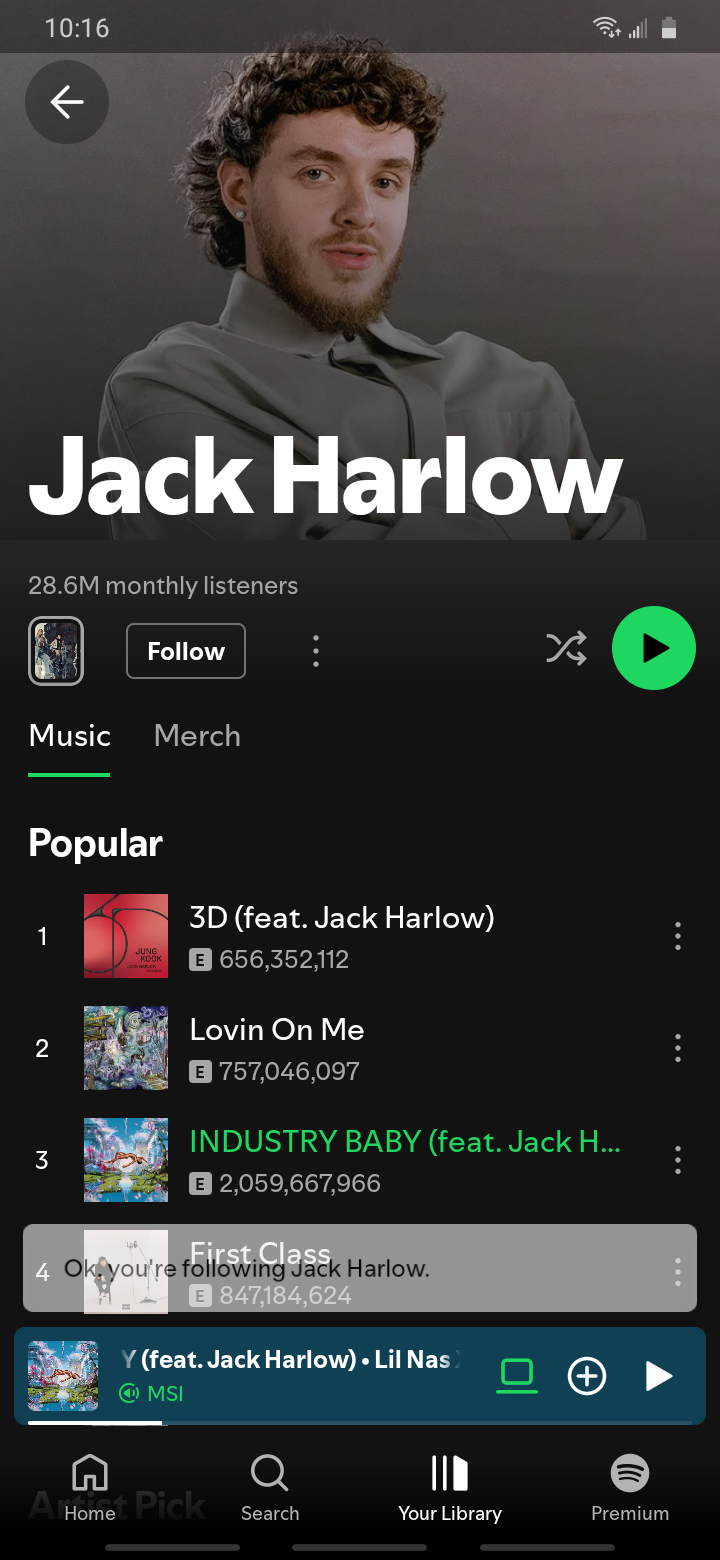 10:16
Jack Harlow
28.6M monthly listeners
Follow
Music Merch
Popular
1 3D (feat. Jack Harlow)
E 656,352,112
JUNG
KOOK
2 Lovin On Me
E 757,046,097
3 INDUSTRY BABY (feat. Jack H...
E 2,059,667,966
4 First Class
Ok, you're following Jack Harlow.
E 847,184,624
Y (feat. Jack Harlow) • Lil Nas X
MSI
Artist Pick
Home Search Your Library Premium